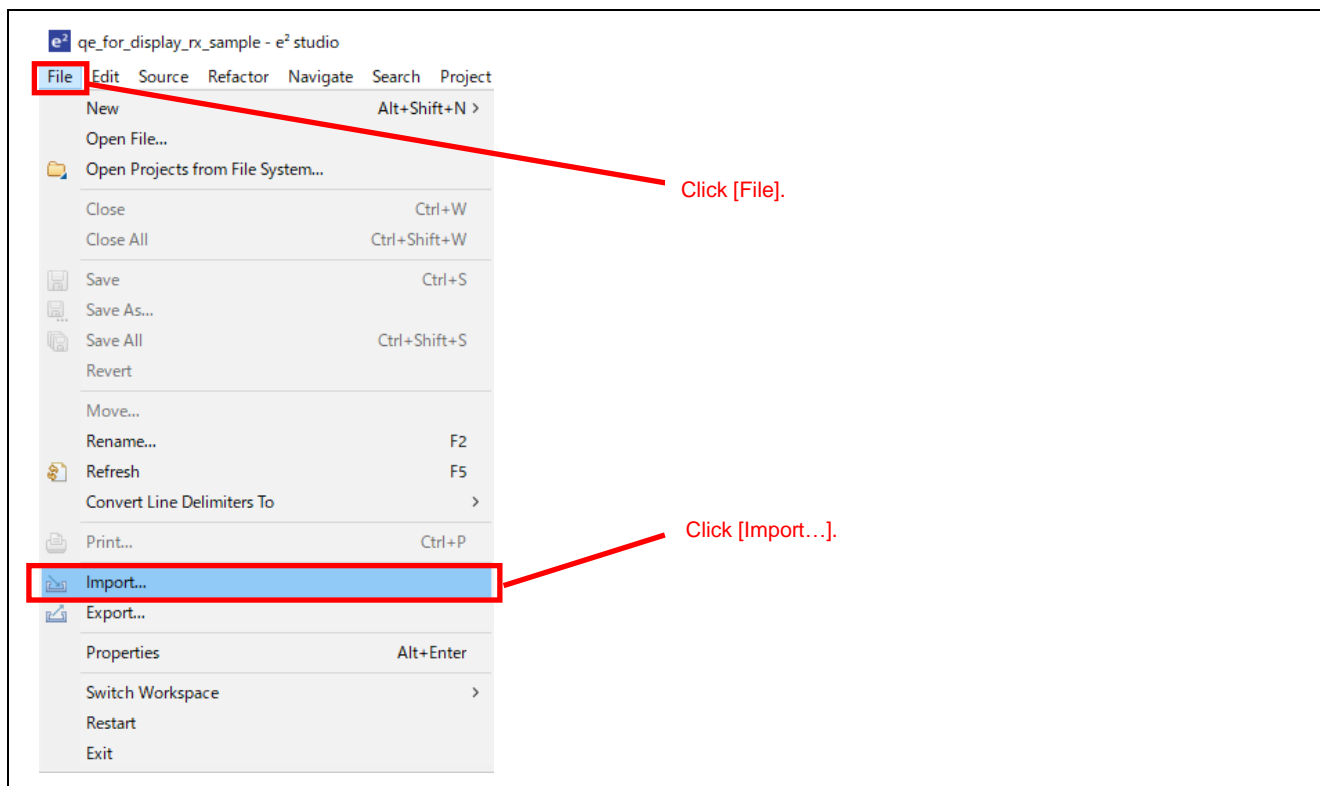 e² qe_for_display_rx_sample - e² studio
File Edit Source Refactor Navigate Search Project
New Alt+Shift+N >
Open File...
Open Projects from File System...
Click [File].
Close Ctrl+W
Close All Ctrl+Shift+W
Save Ctrl+S
Save As...
Save All Ctrl+Shift+S
Revert
Move...
Rename... F2
Refresh F5
Convert Line Delimiters To >
Click [Import…].
Print... Ctrl+P
Import...
Export...
Properties Alt+Enter
Switch Workspace >
Restart
Exit